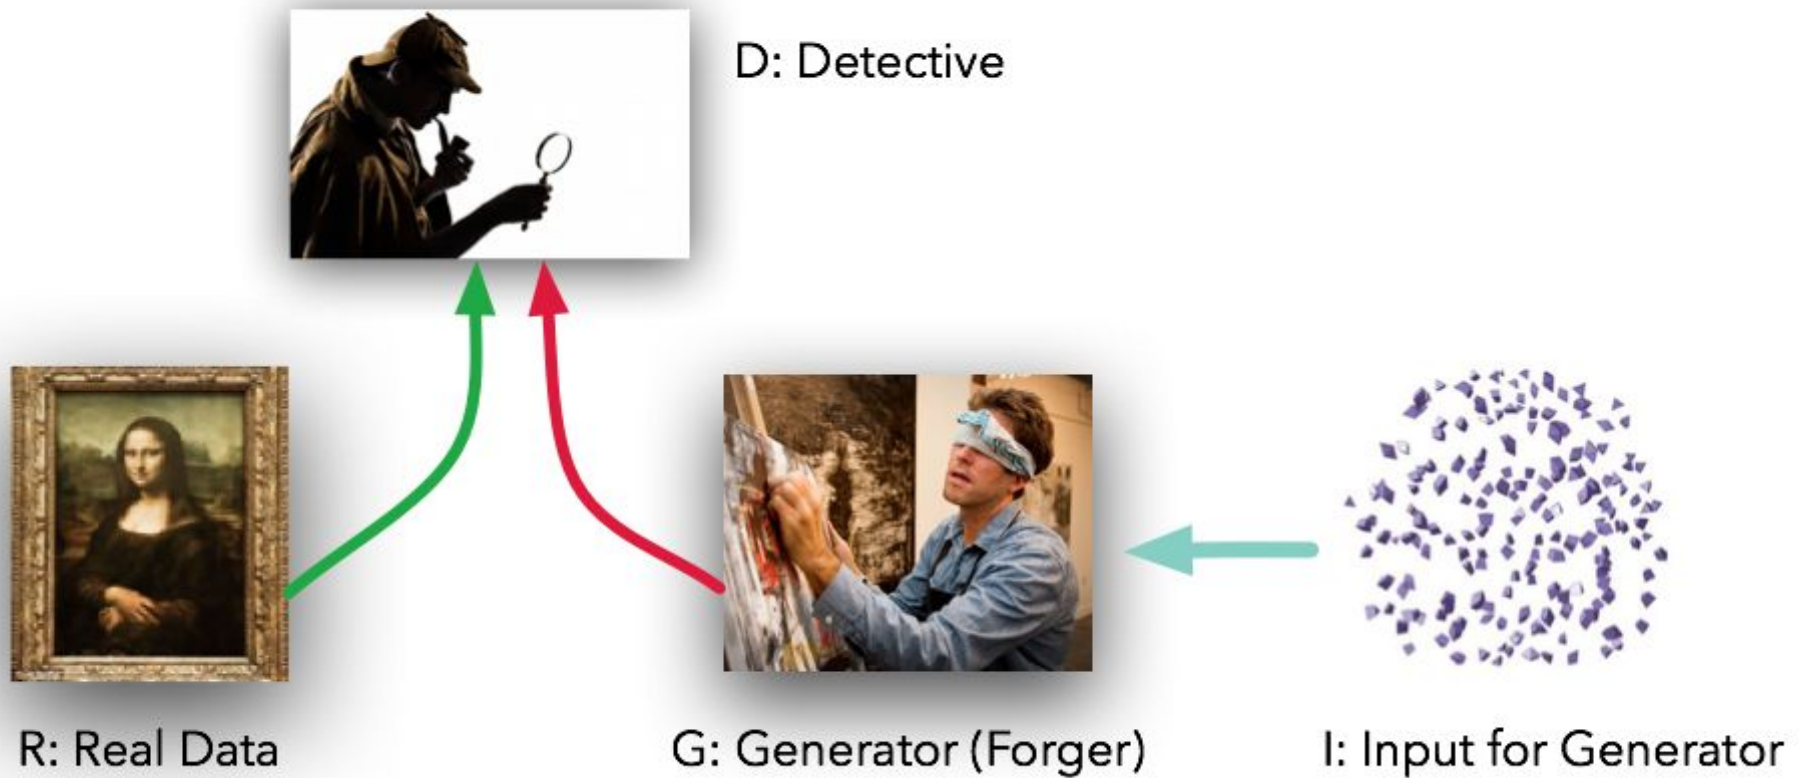 D: Detective
R: Real Data
G: Generator (Forger)
I: Input for Generator